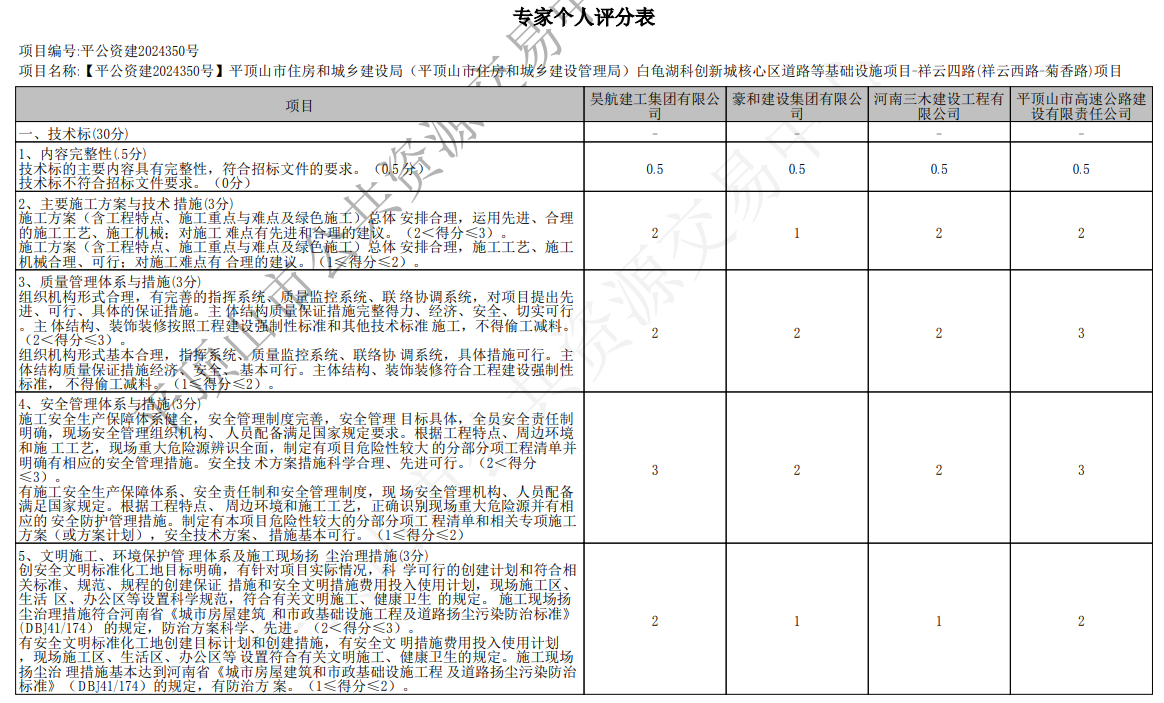 专家个人评分表
项目编号:平公资建2024350号
项目名称:【平公资建2024350号】平顶山市住房和城乡建设局（平顶山市住房和城乡建设管理局）白龟湖科创新城核心区道路等基础设施项目-祥云四路(祥云西路-菊香路)项目
项目 昊航建工集团有限公司 豪和建设集团有限公司 河南三木建设工程有限公司 平顶山市高速公路建设有限责任公司
一、技术标(30分) - - - -
1、内容完整性(.5分)
技术标的主要内容具有完整性，符合招标文件的要求。（0.5分）
技术标不符合招标文件要求。（0分）
0.5 0.5 0.5 0.5
2、主要施工方案与技术 措施(3分)
施工方案（含工程特点、施工重点与难点及绿色施工）总体 安排合理，运用先进、合理
的施工工艺、施工机械；对施工 难点有先进和合理的建议。（2＜得分≤3）。
施工方案（含工程特点、施工重点与难点及绿色施工）总体 安排合理，施工工艺、施工
机械合理、可行；对施工难点有 合理的建议。（1≤得分≤2）。
2 1 2 2
3、质量管理体系与措施(3分)
组织机构形式合理，有完善的指挥系统、质量监控系统、联 络协调系统，对项目提出先
进、可行、具体的保证措施。主 体结构质量保证措施完整得力、经济、安全、切实可行
。主 体结构、装饰装修按照工程建设强制性标准和其他技术标准 施工，不得偷工减料。
（2＜得分≤3）。
组织机构形式基本合理，指挥系统、质量监控系统、联络协 调系统，具体措施可行。主
体结构质量保证措施经济、安全、 基本可行。主体结构、装饰装修符合工程建设强制性
标准， 不得偷工减料。（1≤得分≤2）。
2 2 2 3
4、安全管理体系与措施(3分)
施工安全生产保障体系健全，安全管理制度完善，安全管理 目标具体，全员安全责任制
明确，现场安全管理组织机构、 人员配备满足国家规定要求。根据工程特点、周边环境
和施 工工艺，现场重大危险源辨识全面，制定有项目危险性较大 的分部分项工程清单并
明确有相应的安全管理措施。安全技 术方案措施科学合理、先进可行。（2＜得分
≤3）。
有施工安全生产保障体系、安全责任制和安全管理制度，现 场安全管理机构、人员配备
满足国家规定。根据工程特点、 周边环境和施工工艺，正确识别现场重大危险源并有相
应的 安全防护管理措施。制定有本项目危险性较大的分部分项工 程清单和相关专项施工
方案（或方案计划），安全技术方案、 措施基本可行。（1≤得分≤2）
3 2 2 3
5、文明施工、环境保护管 理体系及施工现场扬 尘治理措施(3分)
创安全文明标准化工地目标明确，有针对项目实际情况，科 学可行的创建计划和符合相
关标准、规范、规程的创建保证 措施和安全文明措施费用投入使用计划，现场施工区、
生活 区、办公区等设置科学规范，符合有关文明施工、健康卫生 的规定。 施工现场扬
尘治理措施符合河南省《城市房屋建筑 和市政基础设施工程及道路扬尘污染防治标准》
(DBJ41/174) 的规定，防治方案科学、先进。（2＜得分≤3）。
有安全文明标准化工地创建目标计划和创建措施，有安全文 明措施费用投入使用计划
，现场施工区、生活区、办公区等 设置符合有关文明施工、健康卫生的规定。施工现场
扬尘治 理措施基本达到河南省《城市房屋建筑和市政基础设施工程 及道路扬尘污染防治
标准》（DBJ41/174）的规定，有防治方 案。（1≤得分≤2）。
2 1 1 2
平顶山市公共资源交易中
公共资源交易中